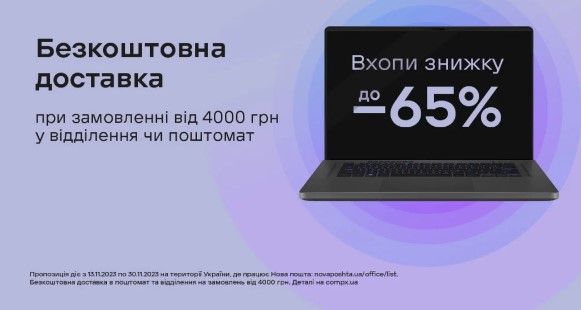 Безкоштовна
доставка
при замовленні від 4000 грн
у відділення чи поштомат
Вхопи знижку
до
–65%
Пропозиція діє з 13.11.2023 по 30.11.2023 на території України, де працює Нова пошта: novaposhta.ua/office/list.
Безкоштовна доставка в поштомат та відділення на замовлень від 4000 грн. Деталі на compx.ua